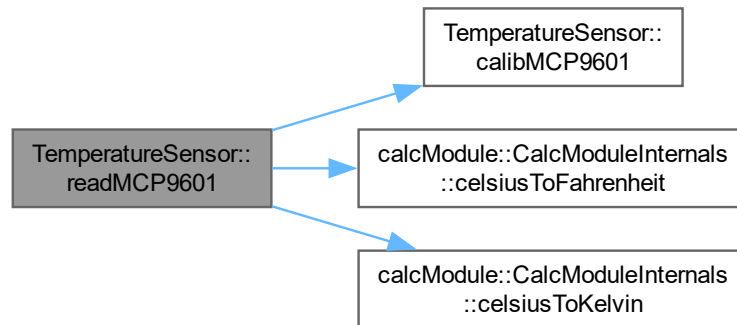 TemperatureSensor::
calibMCP9601
TemperatureSensor::
readMCP9601
calcModule::CalcModuleInternals
::celsiusToFahrenheit
calcModule::CalcModuleInternals
::celsiusToKelvin